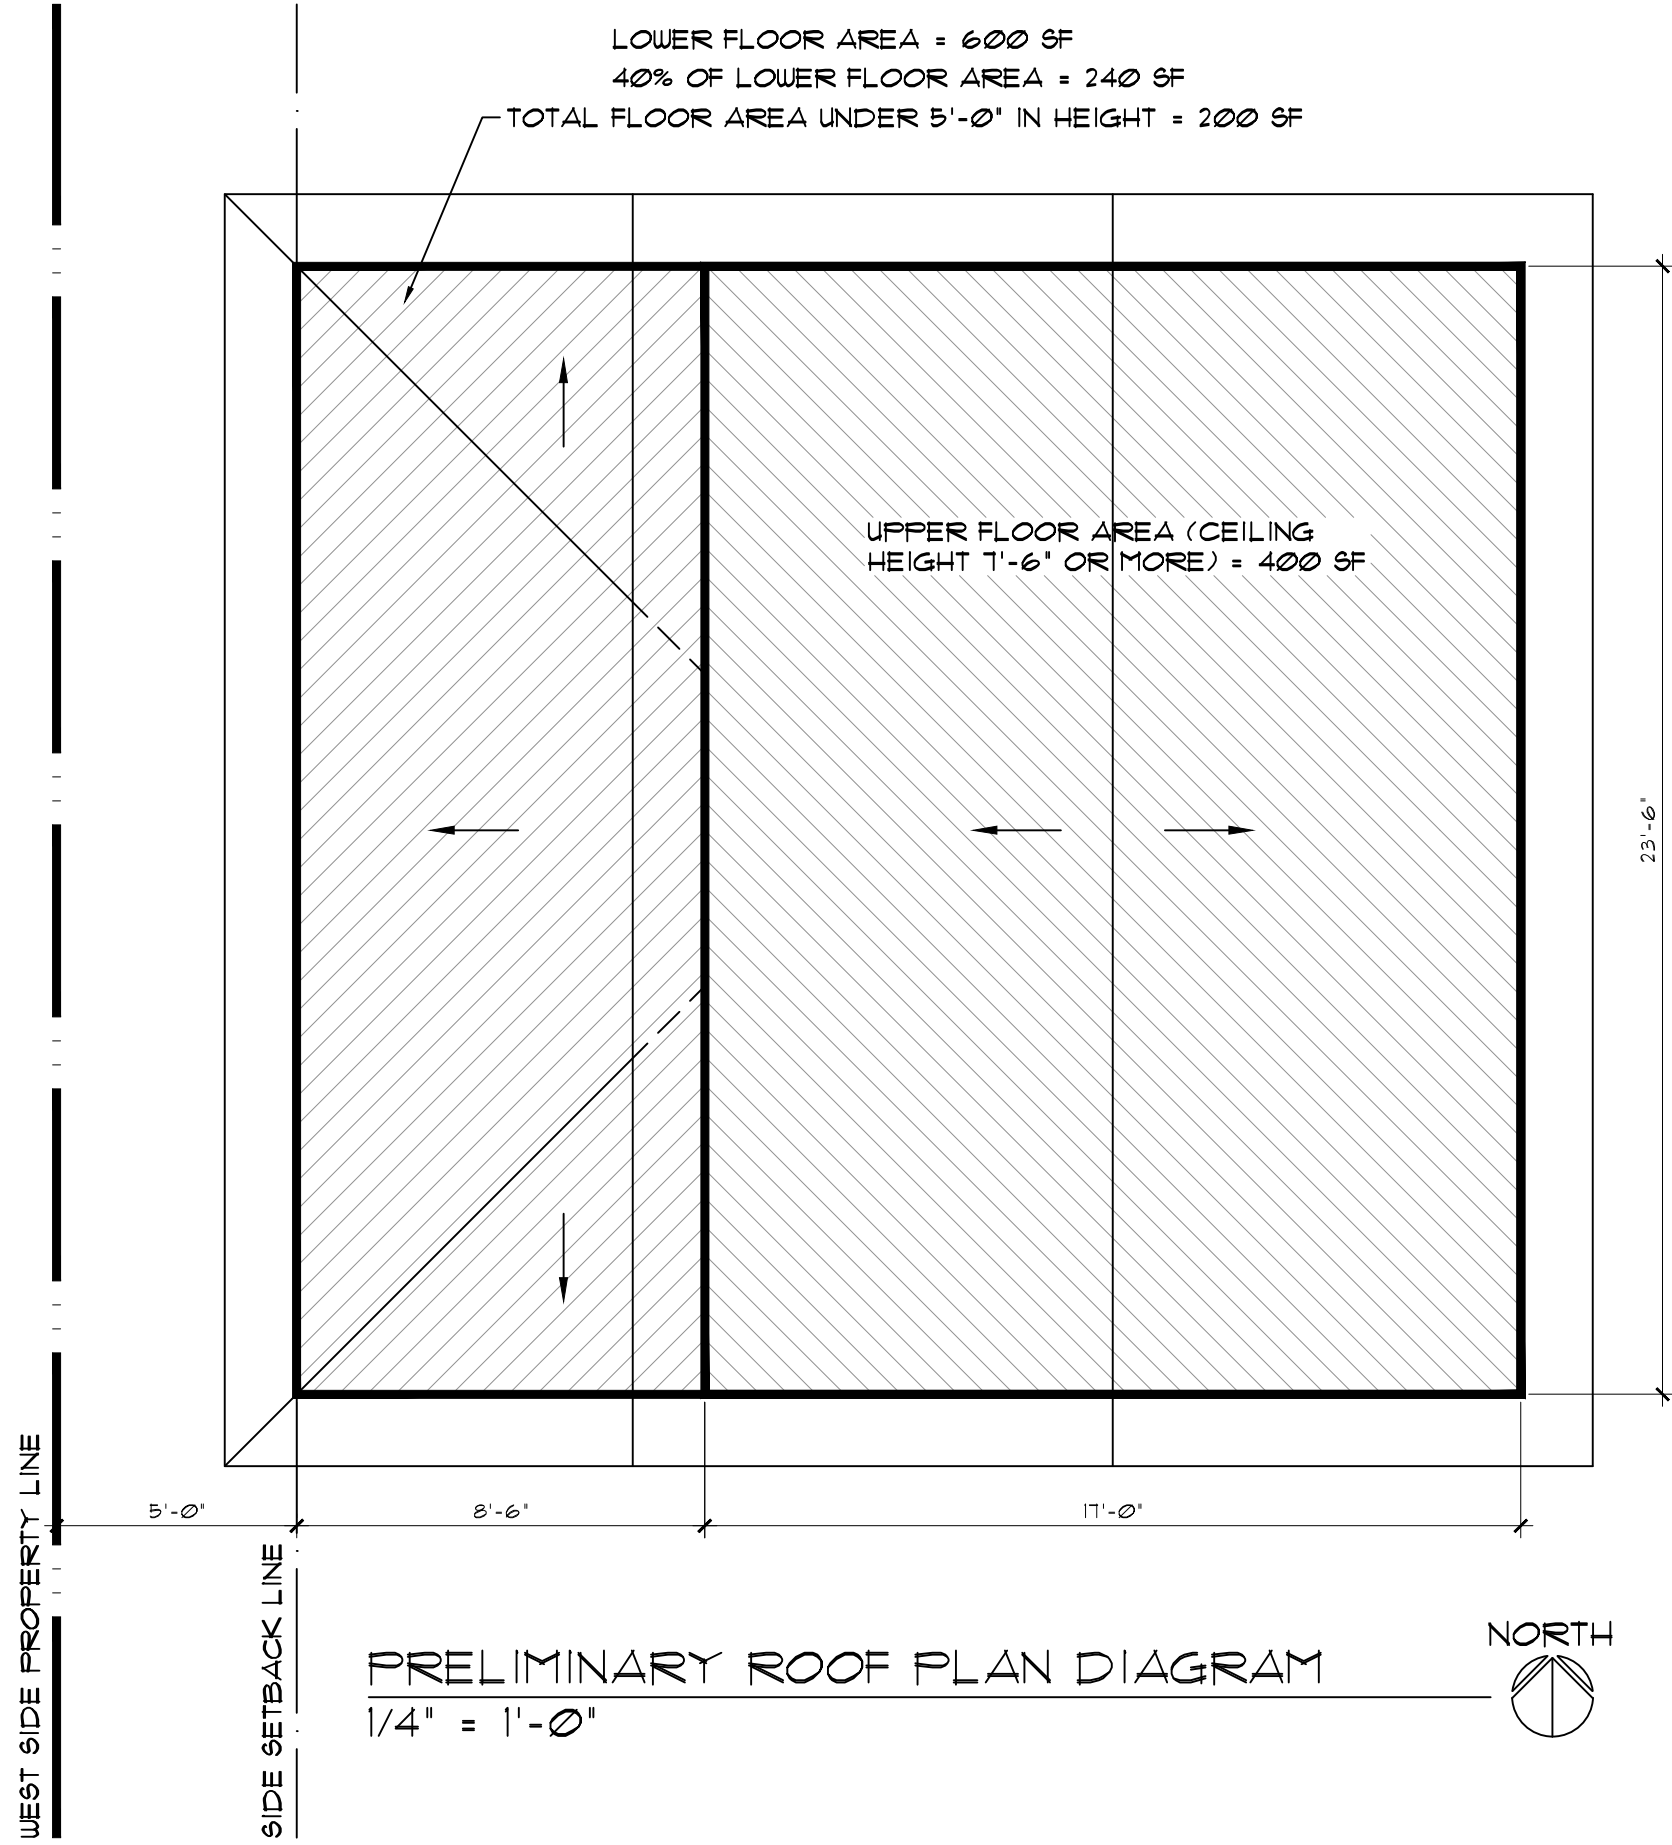 LOWER FLOOR AREA = 600 SF
40% OF LOWER FLOOR AREA = 240 SF
TOTAL FLOOR AREA UNDER 5'-0" IN HEIGHT = 200 SF
UPPER FLOOR AREA (CEILING
HEIGHT 7'-6" OR MORE) = 400 SF
23'-6"
5'-0"
8'-6"
17'-0"
WEST SIDE PROPERTY LINE
SIDE SETBACK LINE
PRELIMINARY ROOF PLAN DIAGRAM
1/4" = 1'-0"
NORTH